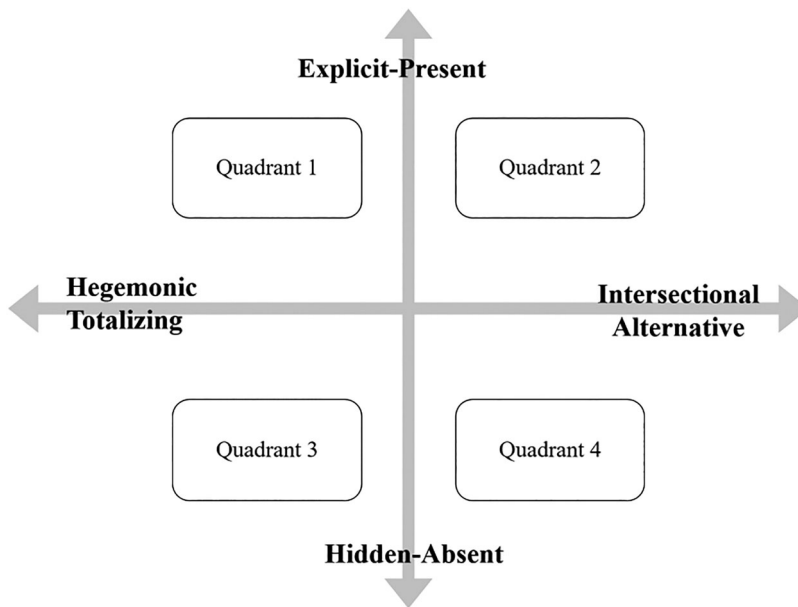 Explicit-Present
Quadrant 1
Quadrant 2
Hegemonic
Totalizing
Intersectional
Alternative
Quadrant 3
Quadrant 4
Hidden-Absent